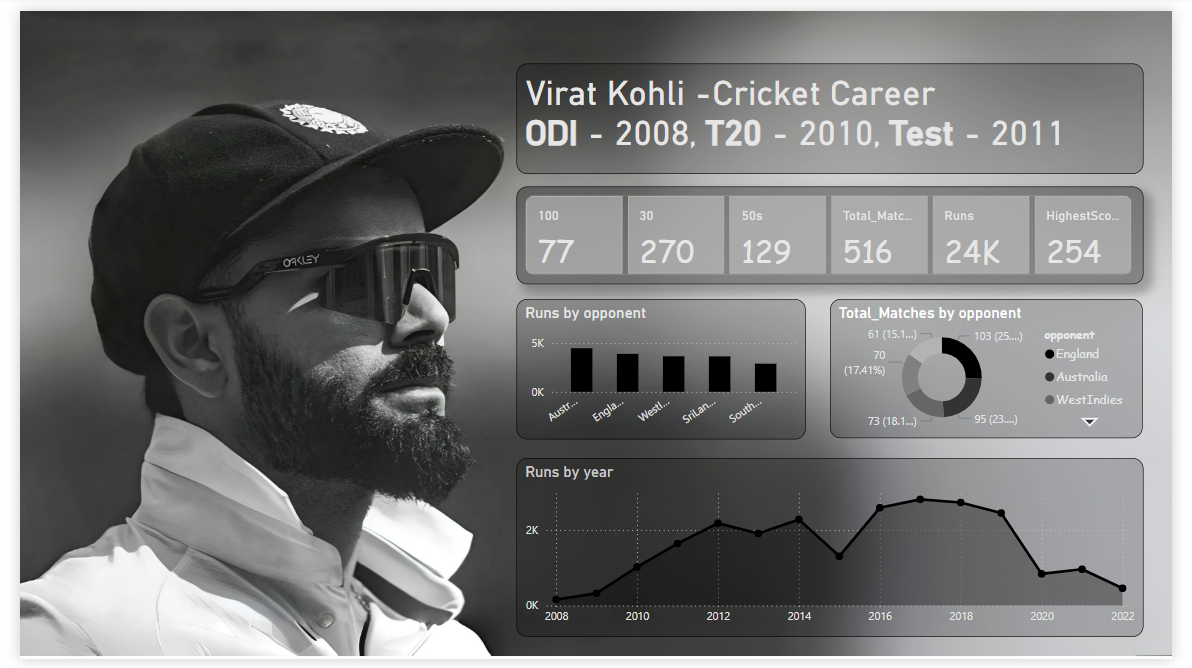 Virat Kohli -Cricket Career
ODI - 2008, T20 - 2010, Test - 2011
100
77
30
270
50s
129
Total_Matc...
516
Runs
24K
HighestSco...
254
OAKLEY
Runs by opponent
5K
0K
Austr...
Engla...
WestI...
SriLan...
South...
Total_Matches by opponent
61 (15.1...)
103 (25....)
70
(17.41%)
73 (18.1...)
95 (23....)
opponent
England
Australia
WestIndies
Runs by year
2K
0K
2008
2010
2012
2014
2016
2018
2020
2022